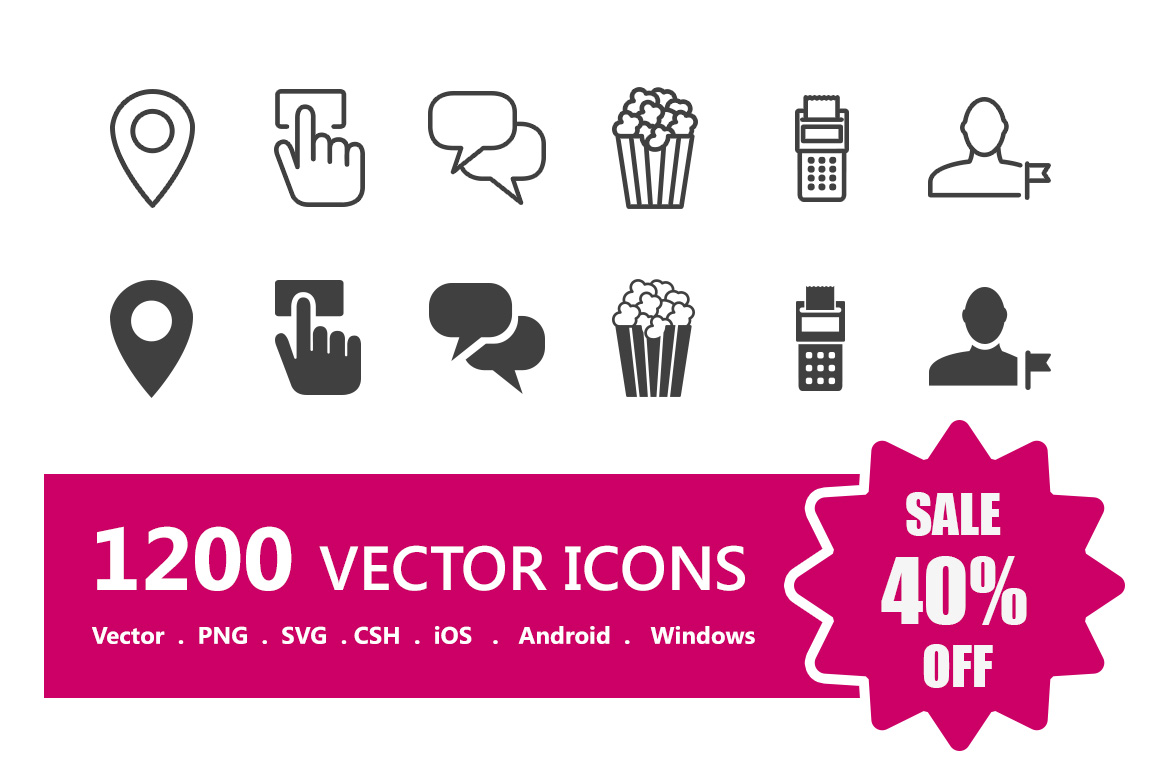 1200 VECTOR ICONS
Vector . PNG . SVG . CSH . iOS . Android . Windows
SALE
40%
OFF